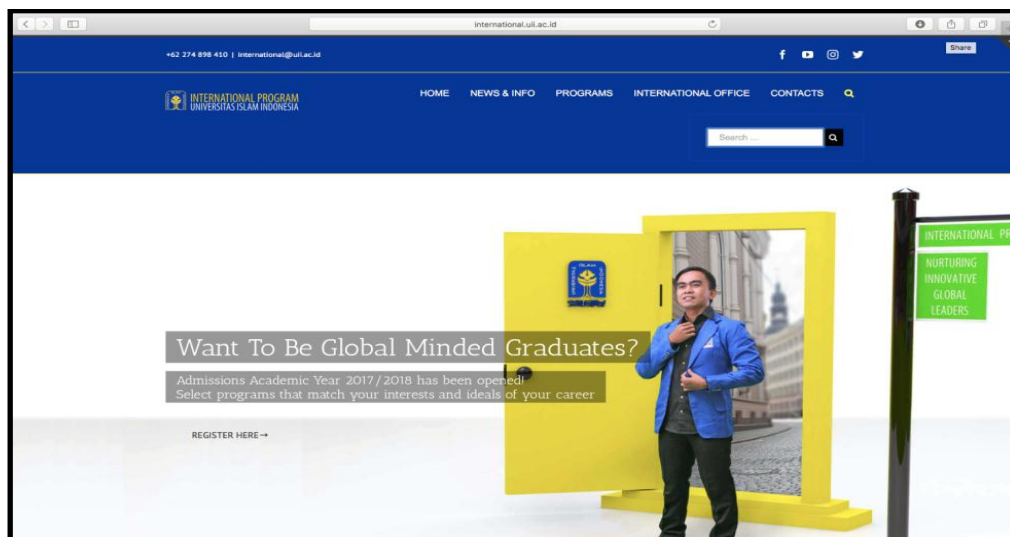 international.uii.ac.id
Share
+62 274 898 410 | international@uii.ac.id
INTERNATIONAL PROGRAM
UNIVERSITAS ISLAM INDONESIA
HOME NEWS & INFO PROGRAMS INTERNATIONAL OFFICE CONTACTS
Search ...
INTERNATIONAL PR
NURTURING
INNOVATIVE
GLOBAL
LEADERS
ISLAM
INDONESIA
Want To Be Global Minded Graduates?
Admissions Academic Year 2017/2018 has been opened!
Select programs that match your interests and ideals of your career
REGISTER HERE→